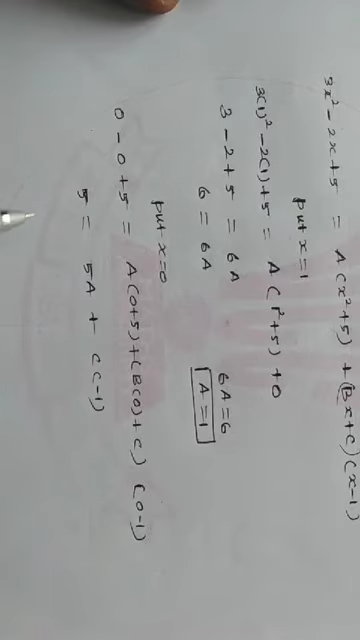 3x² - 2x + 5 = A(x²+5) + (Bx+C)(x-1)
put x=1
3(1)² - 2(1) + 5 = A(1²+5) + 0
3 - 2 + 5 = 6A
6 = 6A
6A = 6
A = 1
put x=0
0 - 0 + 5 = A(0+5) + (B(0) + C) (0-1)
5 = 5A + C(-1)